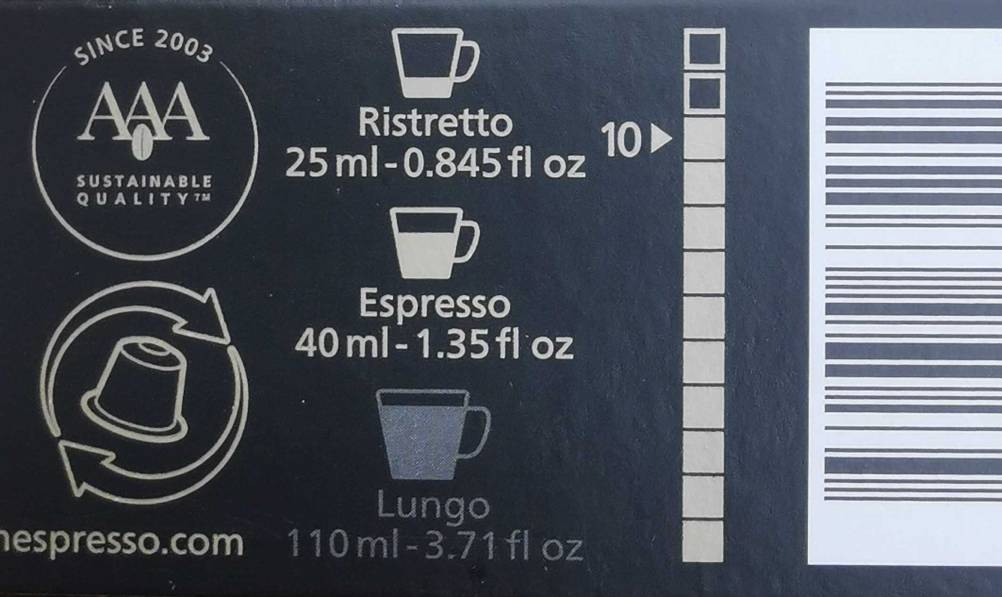 SINCE 2003
AAA
SUSTAINABLE
QUALITY™
nespresso.com
Ristretto
25 ml - 0.845 fl oz
Espresso
40 ml - 1.35 fl oz
Lungo
110 ml - 3.71 fl oz
10